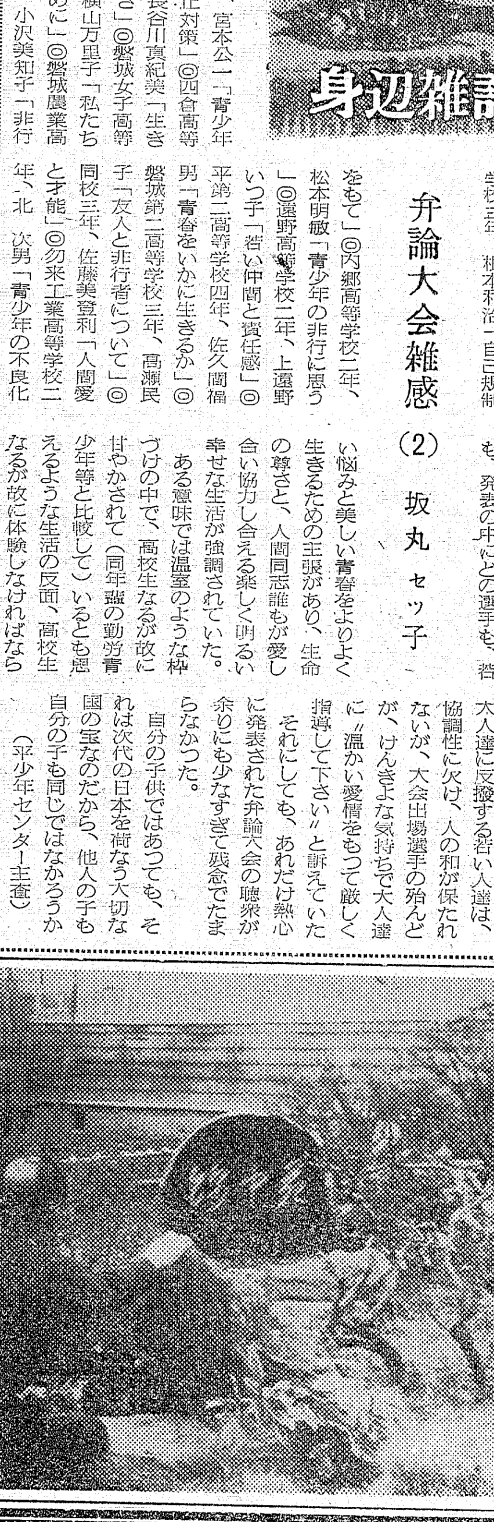 身辺雑記
、宮本公一「青少年
正対策」◎四倉高等
長谷川真紀美「生き
さ」◎磐城女子高等
横山万里子「私たち
めに」◎磐城農業高
小沢美知子「非行
弁論大会雑感(2) 坂丸セツ子
根本利治「自己規制
をもて」◎内郷高等学校二年、
松本明敏「青少年の非行に思う
」◎遠野高等学校二年、上遠野
いつ子「若い仲間と責任感」◎
平第二高等学校四年、佐久間福
男「青春をいかに生きるか」◎
磐城第二高等学校三年、高瀬民
子「友人と非行者について」◎
同校三年、佐藤美登利「人間愛
と才能」◎勿来工業高等学校二
年、北 次男「青少年の不良化
も、発表の中にどの選手も、若
い悩みと美しい青春をよりよく
生きるための主張があり、生命
の尊さと、人間同志誰もが愛し
合い協力し合える楽しく明るい
幸せな生活が強調されていた。
ある意味では温室のような枠
づけの中で、高校生なるが故に
甘やかされて(同年輩の勤労青
少年等と比較して)いるとも思
えるような生活の反面、高校生
なるが故に体験しなければなら
大人達に反撥する若い人達は、
協調性に欠け、人の和が保たれ
ないが、大会出場選手の殆んど
が、けんきよな気持ちで大人達
に〝温かい愛情をもつて厳しく
指導して下さい〟と訴えていた
それにしても、あれだけ熱心
に発表された弁論大会の聴衆が
余りにも少なすぎて残念でたま
らなかつた。
自分の子供ではあつても、そ
れは次代の日本を荷なう大切な
国の宝なのだから、他人の子も
自分の子も同じではなかろうか
(平少年センター主査)